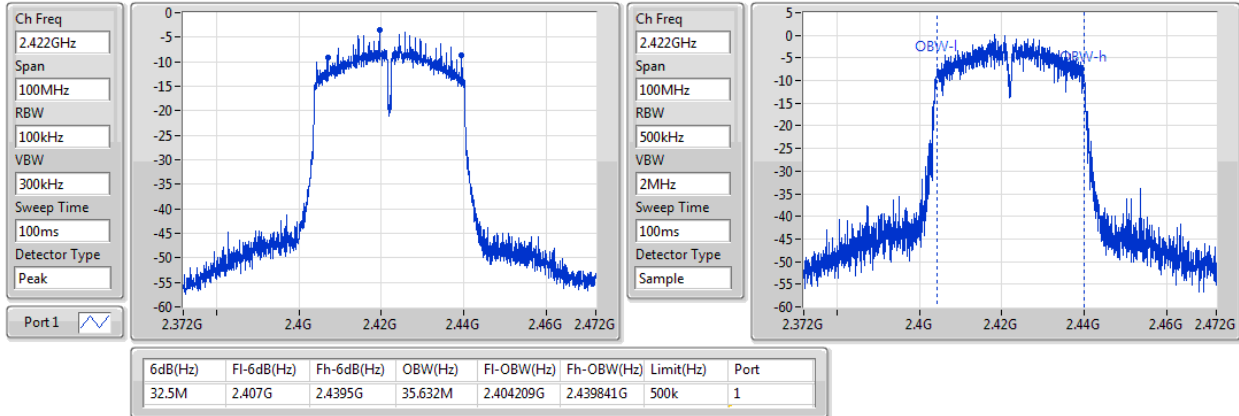 Ch Freq
2.422GHz
Span
100MHz
RBW
100kHz
VBW
300kHz
Sweep Time
100ms
Detector Type
Peak
Port 1
0-
-5-
-10-
-15-
-20-
-25-
-30-
-35-
-40-
-45-
-50-
-55-
-60-
2.372G 2.4G 2.42G 2.44G 2.46G 2.472G
Ch Freq
2.422GHz
Span
100MHz
RBW
500kHz
VBW
2MHz
Sweep Time
100ms
Detector Type
Sample
5-
0-
-5-
-10-
-15-
-20-
-25-
-30-
-35-
-40-
-45-
-50-
-55-
-60-
OBW-l
OBW-h
2.372G 2.4G 2.42G 2.44G 2.46G 2.472G
6dB(Hz) Fl-6dB(Hz) Fh-6dB(Hz) OBW(Hz) Fl-OBW(Hz) Fh-OBW(Hz) Limit(Hz) Port
32.5M 2.407G 2.4395G 35.632M 2.404209G 2.439841G 500k 1